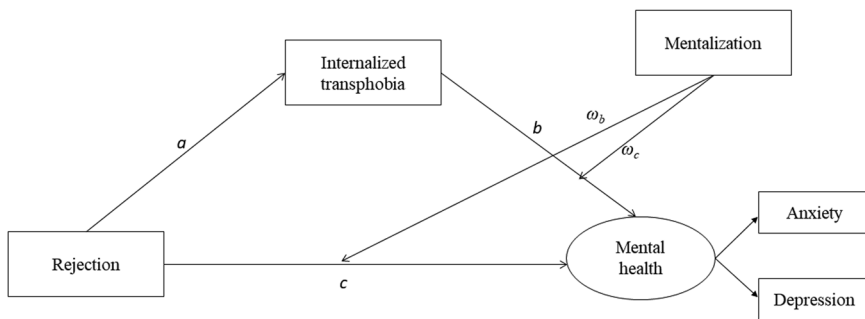 Mentalization
Internalized
transphobia
ω_b
b
ω_c
a
Anxiety
Mental
health
Rejection
c
Depression